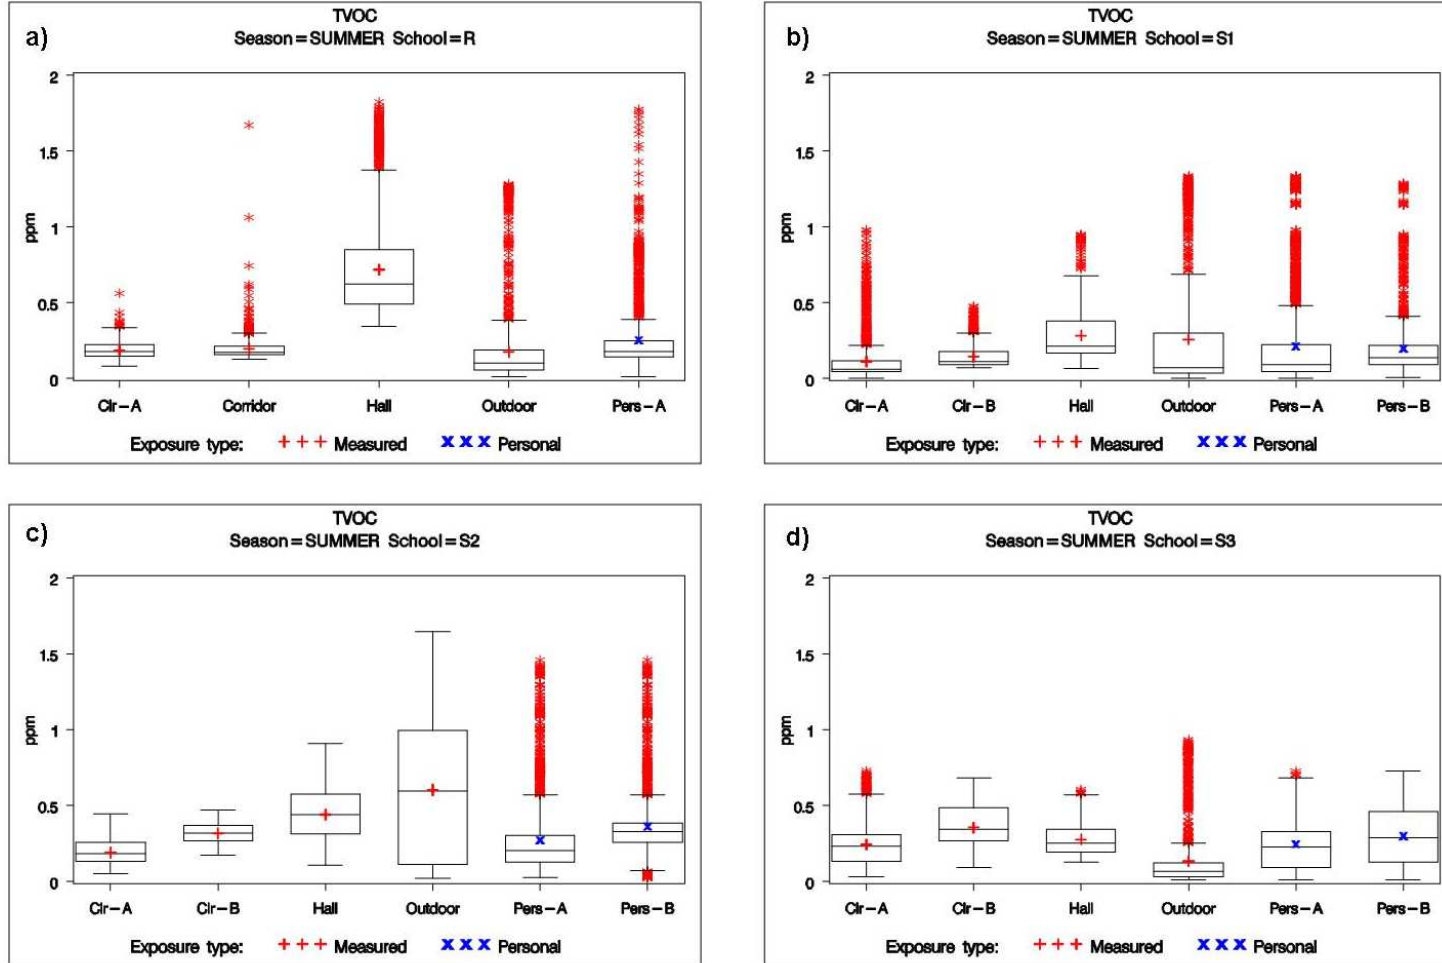 a)
TVOC
Season=SUMMER School=R
2
1.5
1
0.5
0
ppm
Clr-A Corridor Hall Outdoor Pers-A
Exposure type: +++ Measured ××× Personal
b)
TVOC
Season=SUMMER School=S1
2
1.5
1
0.5
0
ppm
Clr-A Clr-B Hall Outdoor Pers-A Pers-B
Exposure type: +++ Measured ××× Personal
c)
TVOC
Season=SUMMER School=S2
2
1.5
1
0.5
0
ppm
Clr-A Clr-B Hall Outdoor Pers-A Pers-B
Exposure type: +++ Measured ××× Personal
d)
TVOC
Season=SUMMER School=S3
2
1.5
1
0.5
0
ppm
Clr-A Clr-B Hall Outdoor Pers-A Pers-B
Exposure type: +++ Measured ××× Personal